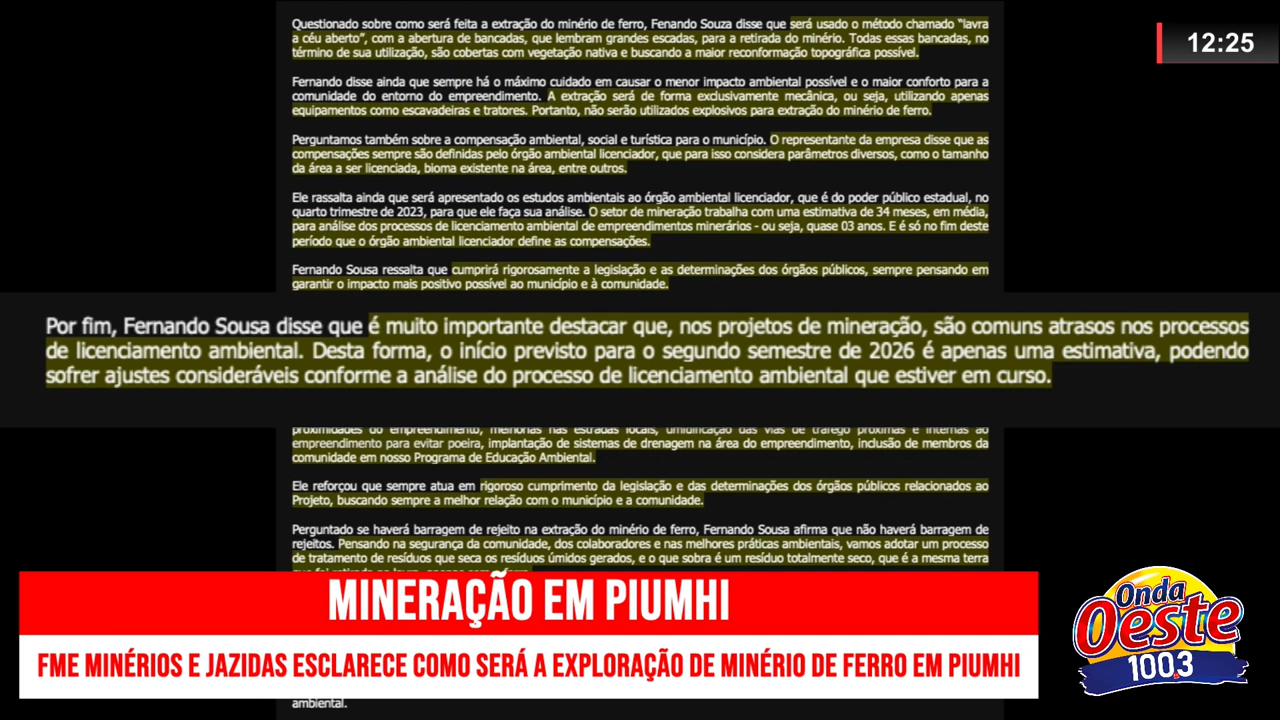 Questionado sobre como será feita a extração do minério de ferro, Fenando Souza disse que será usado o método chamado "lavra
a céu aberto", com a abertura de bancadas, que lembram grandes escadas, para a retirada do minério. Todas essas bancadas, no
término de sua utilização, são cobertas com vegetação nativa e buscando a maior reconformação topográfica possível.
Fernando disse ainda que sempre há o máximo cuidado em causar o menor impacto ambiental possível e o maior conforto para a
comunidade do entorno do empreendimento. A extração será de forma exclusivamente mecânica, ou seja, utilizando apenas
equipamentos como escavadeiras e tratores. Portanto, não serão utilizados explosivos para extração do minério de ferro.
Perguntamos também sobre a compensação ambiental, social e turística para o município. O representante da empresa disse que as
compensações sempre são definidas pelo órgão ambiental licenciador, que para isso considera parâmetros diversos, como o tamanho
da área a ser licenciada, bioma existente na área, entre outros.
Ele rassalta ainda que será apresentado os estudos ambientais ao órgão ambiental licenciador, que é do poder público estadual, no
quarto trimestre de 2023, para que ele faça sua análise. O setor de mineração trabalha com uma estimativa de 34 meses, em média,
para análise dos processos de licenciamento ambiental de empreendimentos minerários - ou seja, quase 03 anos. E é só no fim deste
período que o órgão ambiental licenciador define as compensações.
Fernando Sousa ressalta que cumprirá rigorosamente a legislação e as determinações dos órgãos públicos, sempre pensando em
garantir o impacto mais positivo possível ao município e à comunidade.
Por fim, Fernando Sousa disse que é muito importante destacar que, nos projetos de mineração, são comuns atrasos nos processos
de licenciamento ambiental. Desta forma, o início previsto para o segundo semestre de 2026 é apenas uma estimativa, podendo
sofrer ajustes consideráveis conforme a análise do processo de licenciamento ambiental que estiver em curso.
proximidades do empreendimento, melhorias nas estradas locais, umidificação das vias de tráfego próximas e internas ao
empreendimento para evitar poeira, implantação de sistemas de drenagem na área do empreendimento, inclusão de membros da
comunidade em nosso Programa de Educação Ambiental.
Ele reforçou que sempre atua em rigoroso cumprimento da legislação e das determinações dos órgãos públicos relacionados ao
Projeto, buscando sempre a melhor relação com o município e a comunidade.
Perguntado se haverá barragem de rejeito na extração do minério de ferro, Fernando Sousa afirma que não haverá barragem de
rejeitos. Pensando na segurança da comunidade, dos colaboradores e nas melhores práticas ambientais, vamos adotar um processo
de tratamento de resíduos que seca os resíduos úmidos gerados, e o que sobra é um resíduo totalmente seco, que é a mesma terra
ambiental.
12:25
MINERAÇÃO EM PIUMHI
FME MINÉRIOS E JAZIDAS ESCLARECE COMO SERÁ A EXPLORAÇÃO DE MINÉRIO DE FERRO EM PIUMHI
Onda
Oeste
100.3